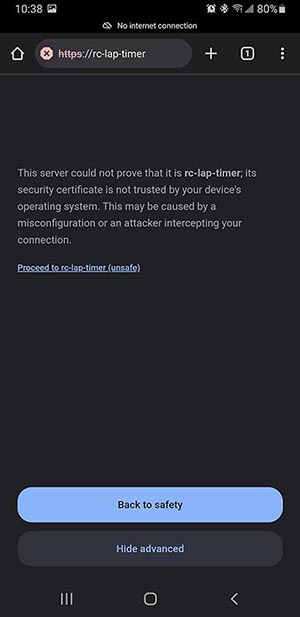 10:38 80%
No internet connection
https://rc-lap-timer 1
This server could not prove that it is rc-lap-timer; its
security certificate is not trusted by your device's
operating system. This may be caused by a
misconfiguration or an attacker intercepting your
connection.
Proceed to rc-lap-timer (unsafe)
Back to safety
Hide advanced